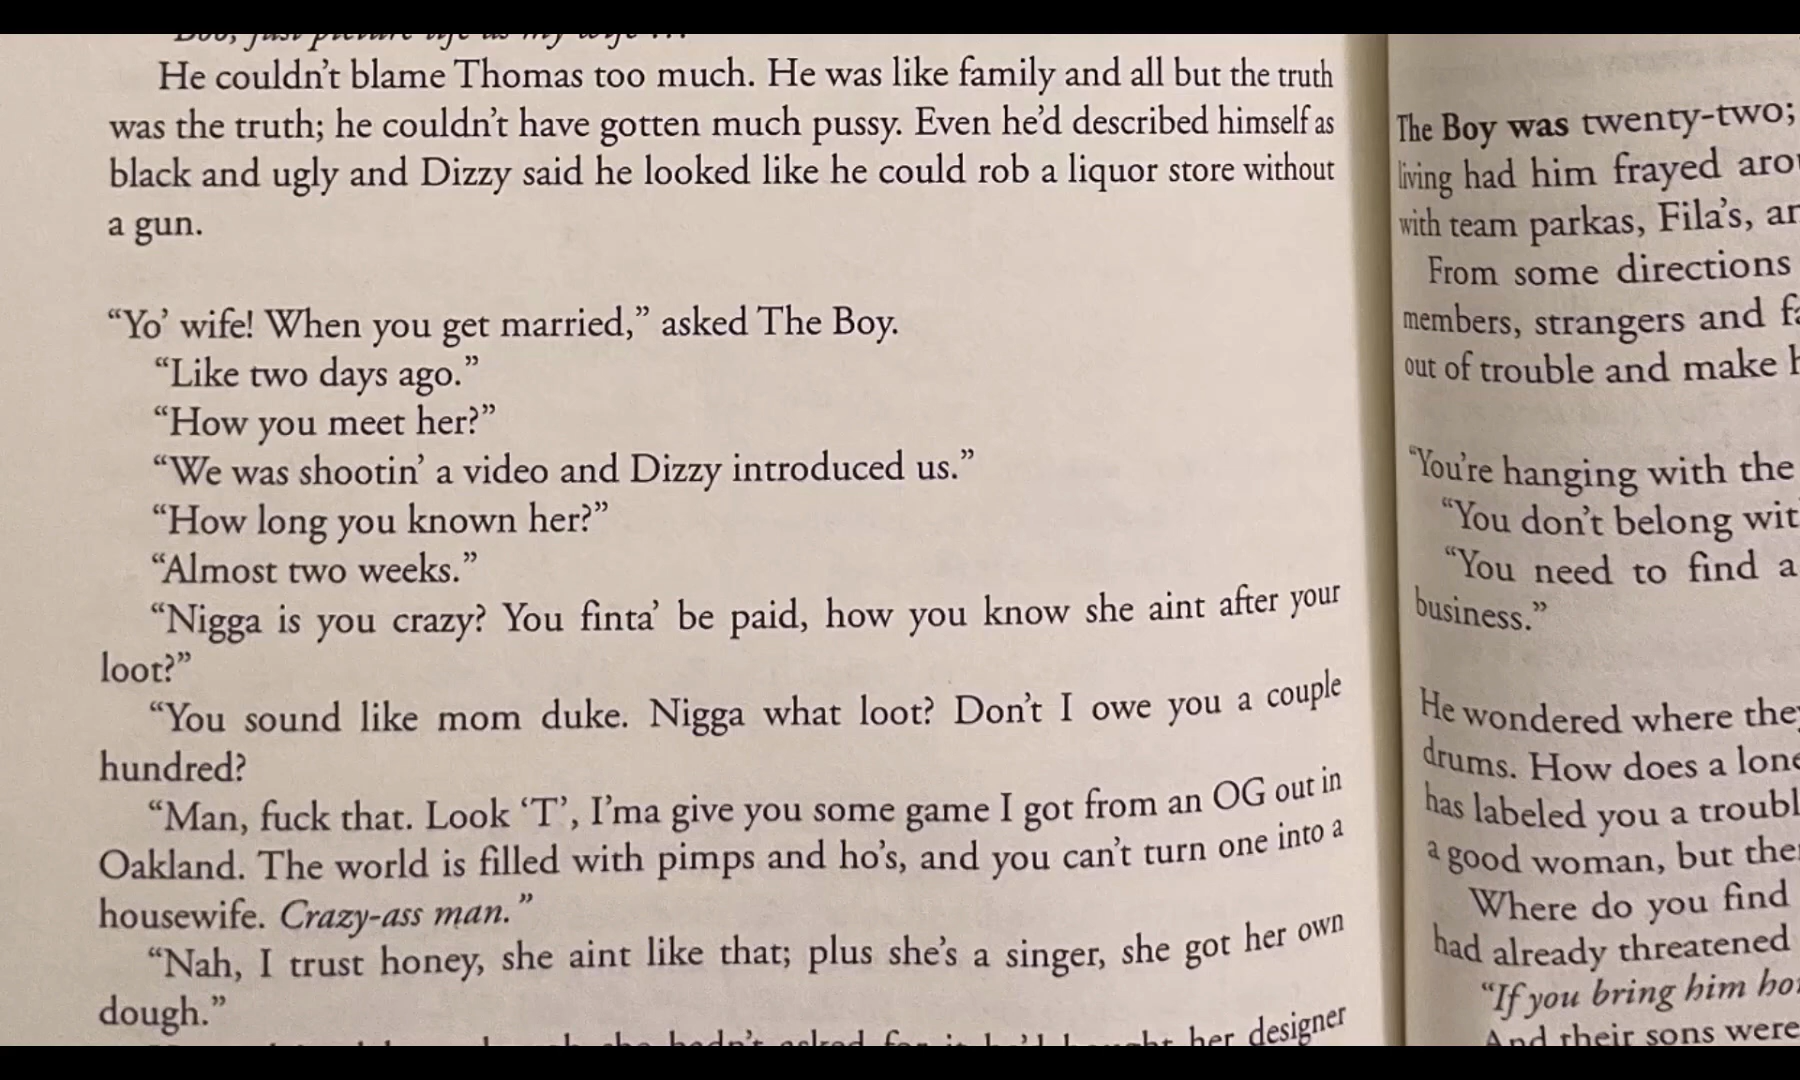 He couldn't blame Thomas too much. He was like family and all but the truth
was the truth; he couldn't have gotten much pussy. Even he'd described himself as
black and ugly and Dizzy said he looked like he could rob a liquor store without
a gun.
“Yo’ wife! When you get married,” asked The Boy.
“Like two days ago.”
“How you meet her?”
“We was shootin’ a video and Dizzy introduced us.”
“How long you known her?”
“Almost two weeks.”
“Nigga is you crazy? You finta’ be paid, how you know she aint after your
loot?”
“You sound like mom duke. Nigga what loot? Don’t I owe you a couple
hundred?
“Man, fuck that. Look ‘T’, I’ma give you some game I got from an OG out in
Oakland. The world is filled with pimps and ho’s, and you can’t turn one into a
housewife. Crazy-ass man.”
“Nah, I trust honey, she aint like that; plus she’s a singer, she got her own
dough.”
her designer
The Boy was twenty-two;
living had him frayed
with team parkas, Fila’s,
From some directions
members, strangers and
out of trouble and make
“You’re hanging with the
“You don’t belong
“You need to find a
business.”
He wondered where
drums. How does a
has labeled you a
a good woman, but
Where do you find
had already threatened
“If you bring him
And their sons were